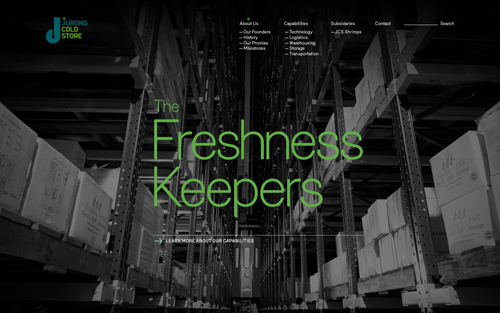 JURONG
COLD
STORE
About Us
— Our Founders
— History
— Our Promise
— Milestones
Capabilities
— Technology
— Logistics
— Warehousing
— Storage
— Transportation
Subsidaries
— JCS Shrimps
Contact
Search
The
Freshness
Keepers
LEARN MORE ABOUT OUR CAPABILITIES